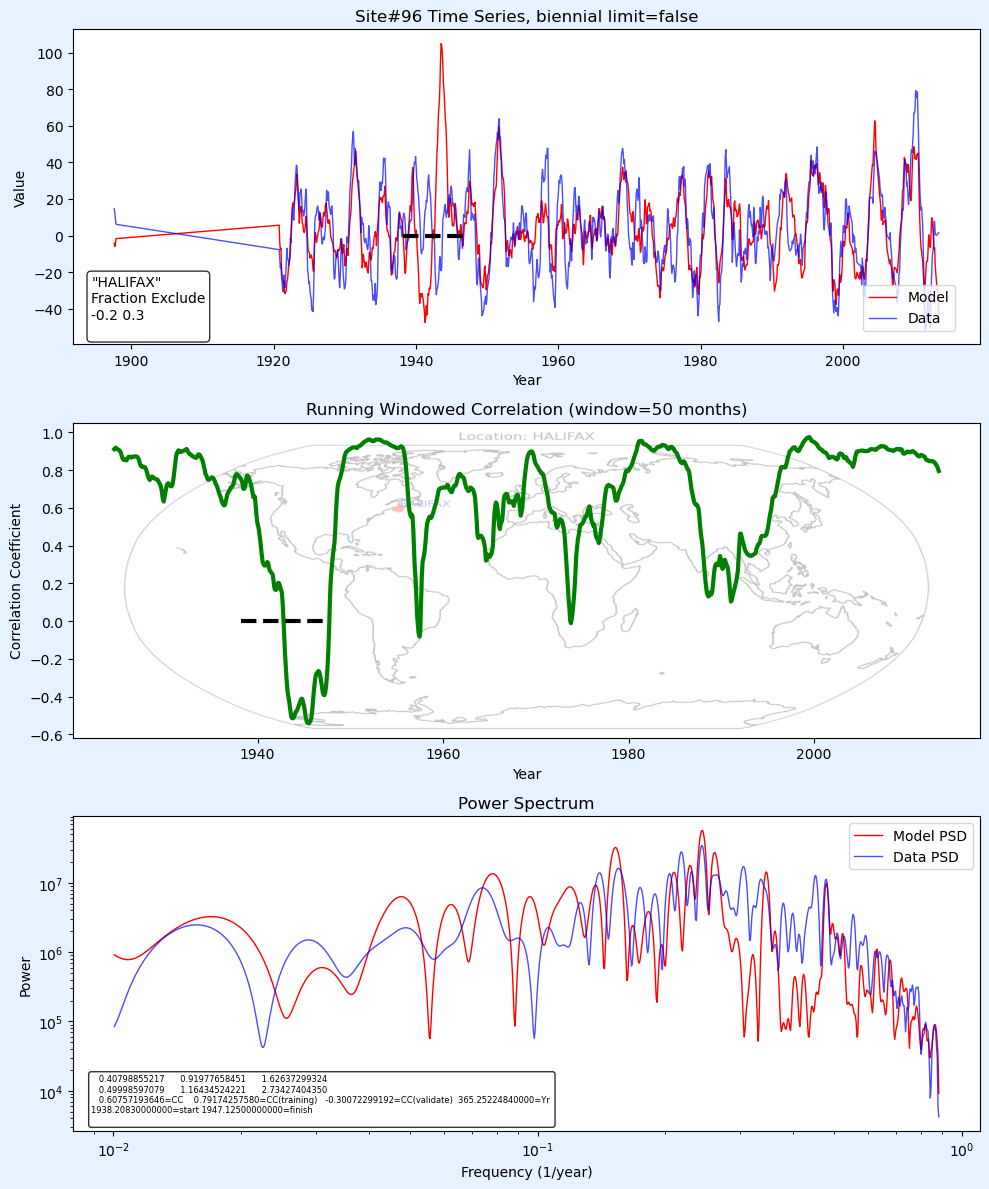 Site#96 Time Series, biennial limit=false
Value
100
80
60
40
20
0
−20
−40
"HALIFAX"
Fraction Exclude
-0.2 0.3
Model
Data
1900
1920
1940
1960
1980
2000
Year
Running Windowed Correlation (window=50 months)
Correlation Coefficient
1.0
0.8
0.6
0.4
0.2
0.0
−0.2
−0.4
−0.6
Location: HALIFAX
HALIFAX
1940
1960
1980
2000
Year
Power Spectrum
Power
10⁷
10⁶
10⁵
10⁴
Model PSD
Data PSD
0.40798855217 0.91977658451 1.62637299324
0.49998597079 1.16434524221 2.73427404350
0.60757193646=CC 0.79174257580=CC(training) -0.30072299192=CC(validate) 365.25224840000=Yr
1938.20830000000=start 1947.12500000000=finish
10⁻²
10⁻¹
10⁰
Frequency (1/year)